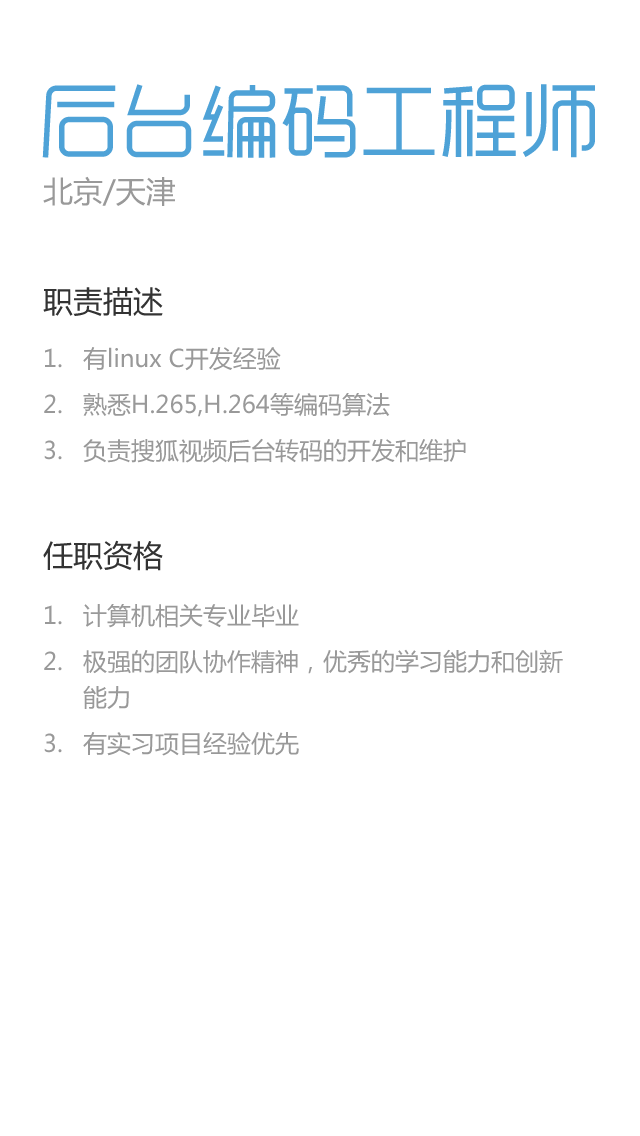 后台编码工程师
北京/天津
职责描述
1. 有linux C开发经验
2. 熟悉H.265,H.264等编码算法
3. 负责搜狐视频后台转码的开发和维护
任职资格
1. 计算机相关专业毕业
2. 极强的团队协作精神，优秀的学习能力和创新
能力
3. 有实习项目经验优先